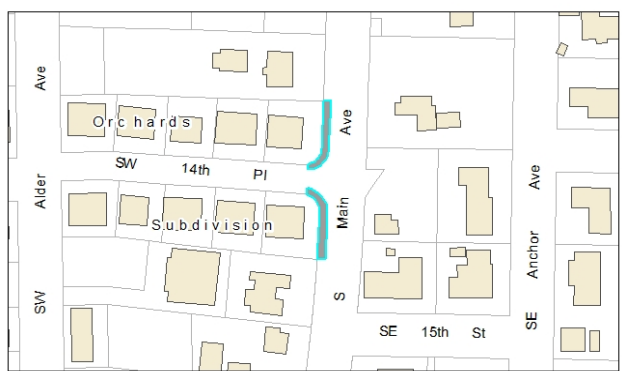 SW Alder Ave
Orchards
SW 14th Pl
Subdivision
S Main Ave
SE Anchor Ave
SE 15th St